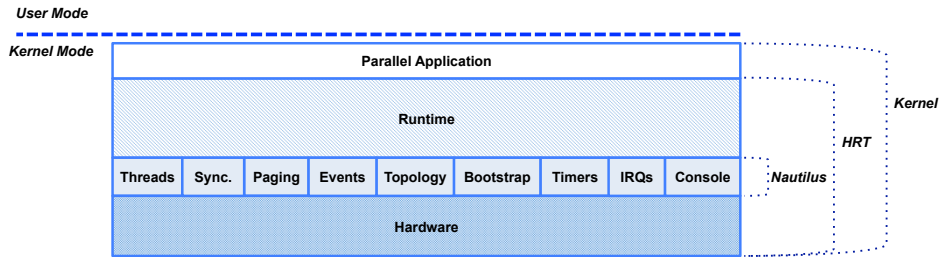 User Mode
Kernel Mode
Parallel Application
Kernel
Runtime
HRT
Threads Sync. Paging Events Topology Bootstrap Timers IRQs Console
Nautilus
Hardware